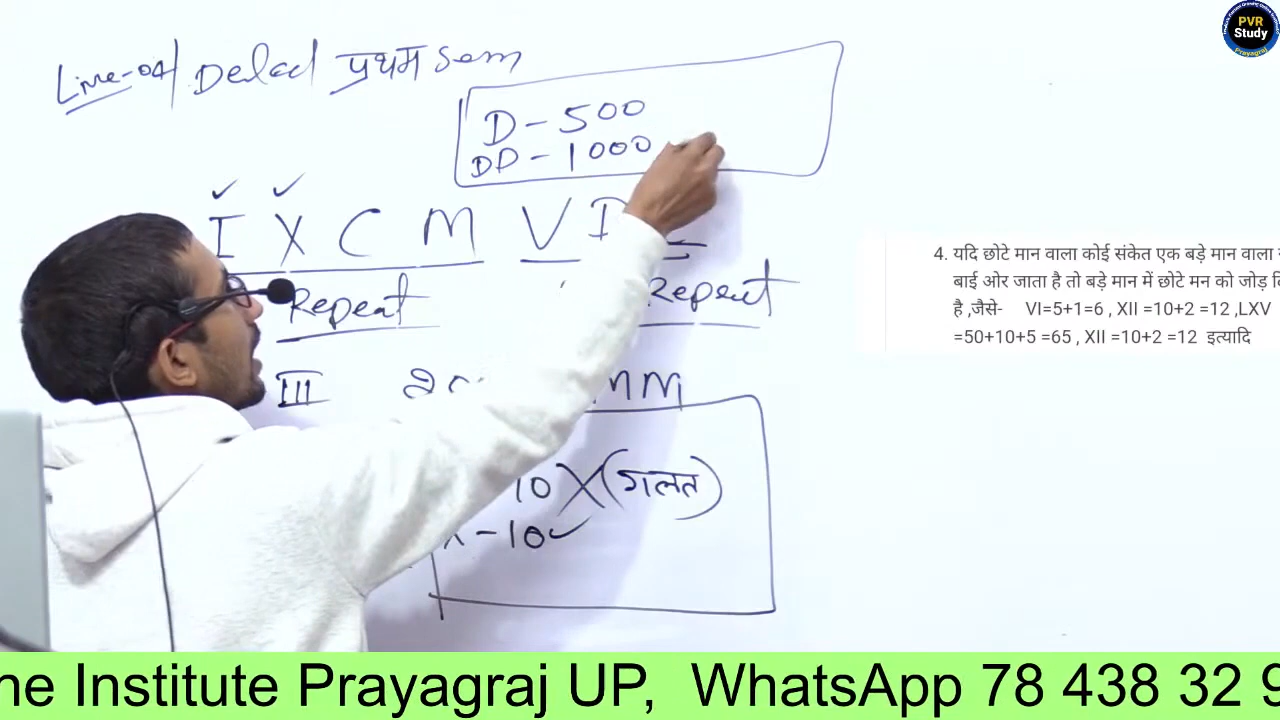 PVR
Study
Prayagraj
Live-04/ Deled प्रथम Sem
D-500
DD-1000
I X C M V D
Repeat
Repeat
III
MM
10 X (गलत)
X-10✓
4. यदि छोटे मान वाला कोई संकेत एक बड़े मान वाला
बाई ओर जाता है तो बड़े मान में छोटे मन को जोड़
है ,जैसे- VI=5+1=6 , XII =10+2 =12 ,LXV
=50+10+5 =65 , XII =10+2 =12 इत्यादि
ne Institute Prayagraj UP, WhatsApp 78 438 32 9